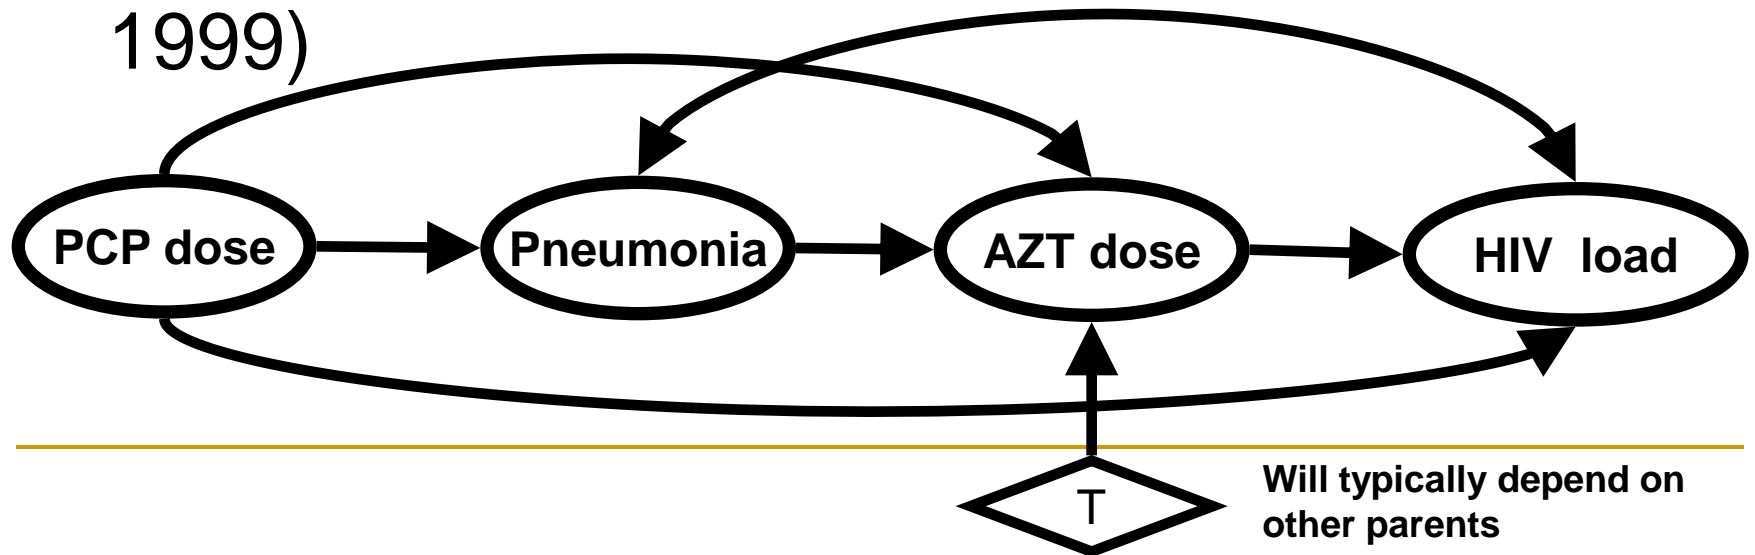 1999)
PCP dose
Pneumonia
AZT dose
HIV load
T
Will typically depend on
other parents